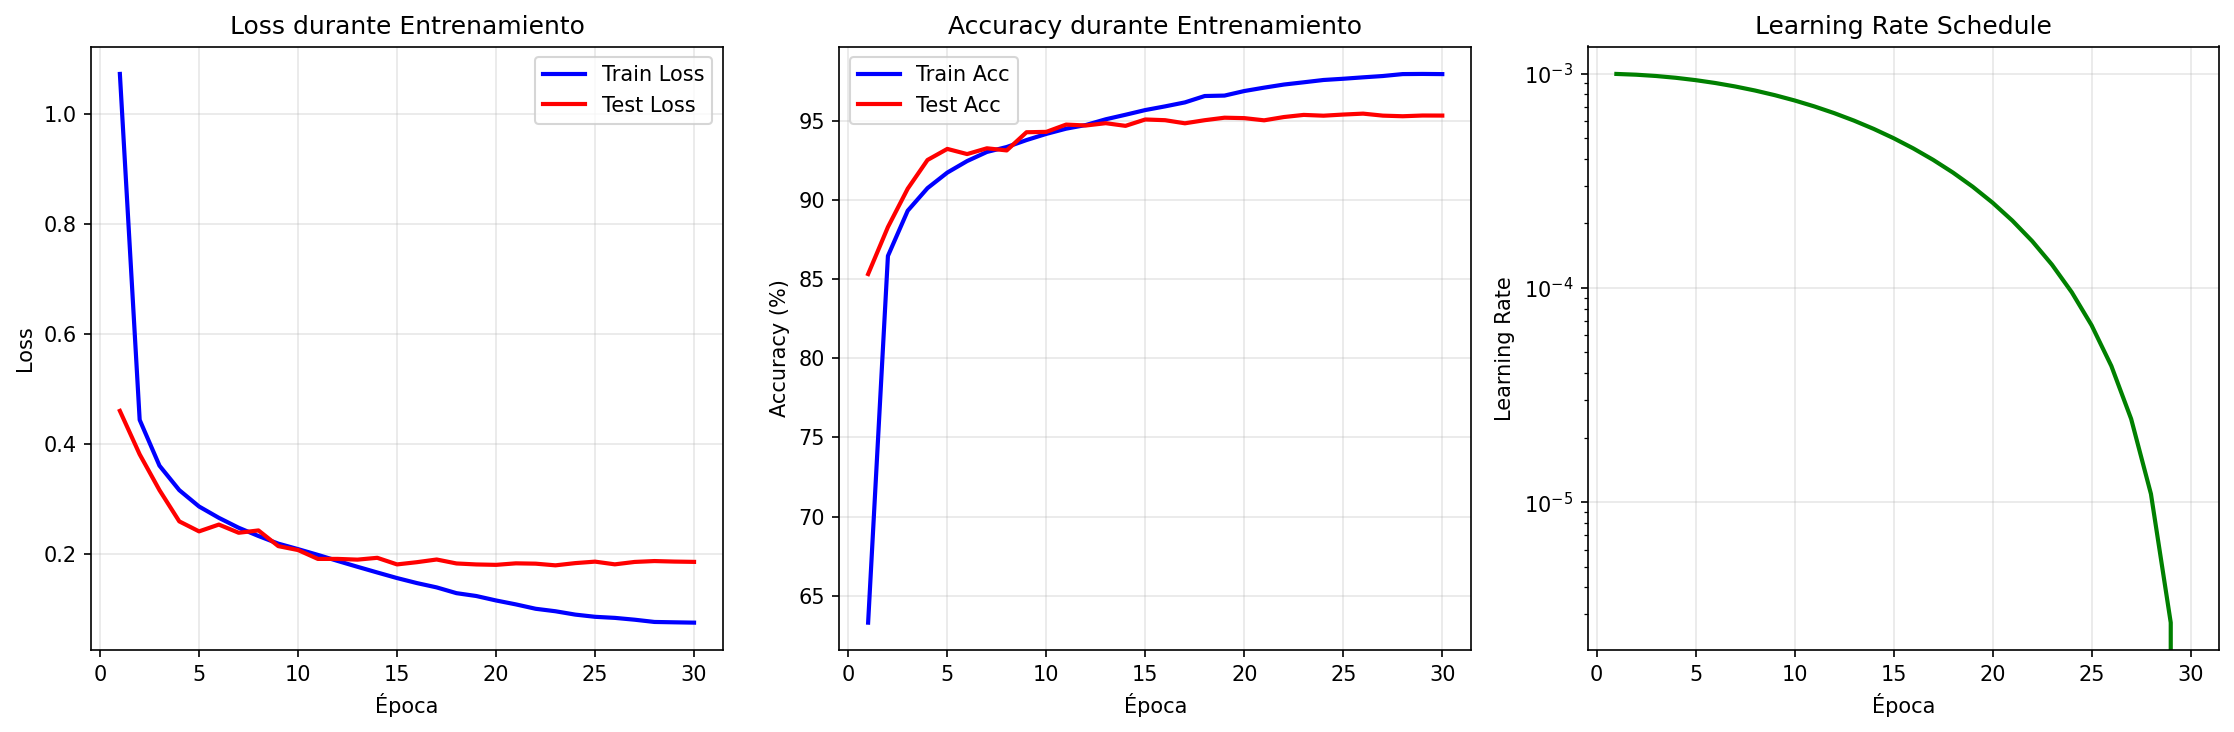 Loss durante Entrenamiento
Train Loss
Test Loss
1.0
0.8
0.6
0.4
0.2
Loss
0 5 10 15 20 25 30
Época
Accuracy durante Entrenamiento
Train Acc
Test Acc
95
90
85
80
75
70
65
Accuracy (%)
0 5 10 15 20 25 30
Época
Learning Rate Schedule
10⁻³
10⁻⁴
10⁻⁵
Learning Rate
0 5 10 15 20 25 30
Época